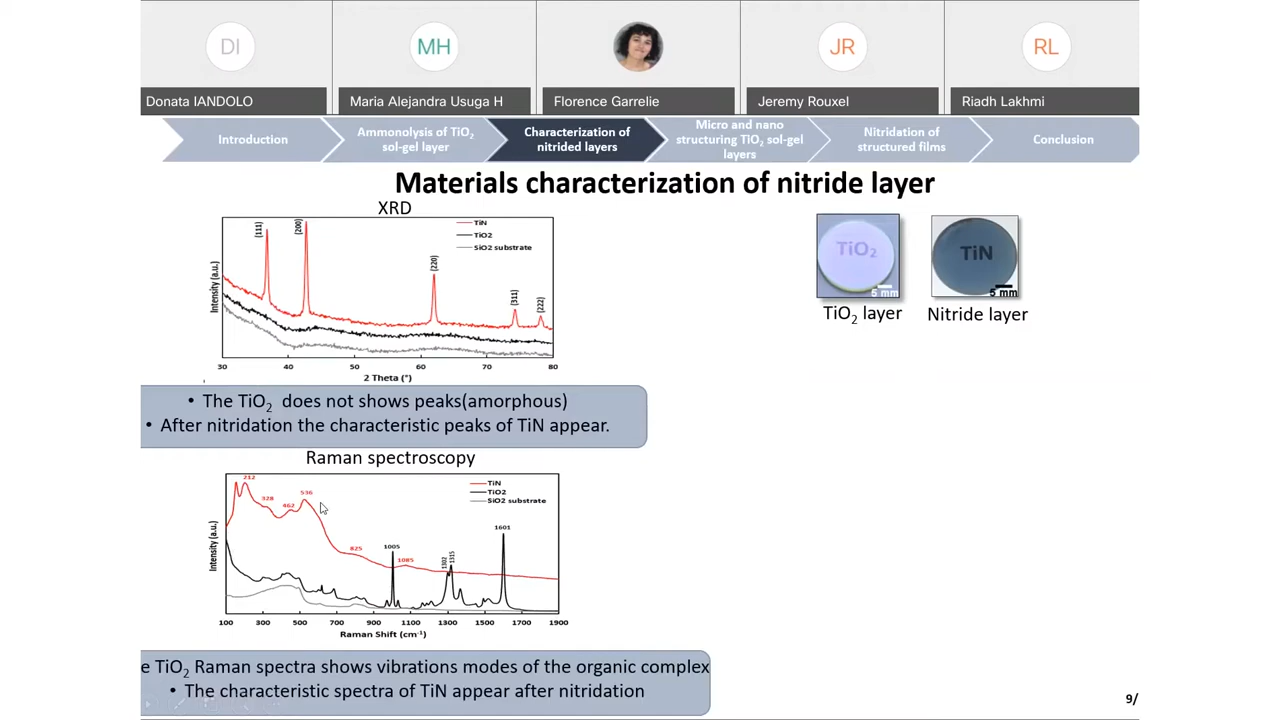 DI
MH
JR
RL
Donata IANDOLO
Maria Alejandra Usuga H
Florence Garrelie
Jeremy Rouxel
Riadh Lakhmi
Introduction
Ammonolysis of TiO2
sol-gel layer
Characterization of
nitrided layers
Micro and nano
structuring TiO2 sol-gel
layers
Nitridation of
structured films
Conclusion
Materials characterization of nitride layer
XRD
TiN
TiO2
SiO2 substrate
(111)
(200)
(220)
(311)
(222)
Intensity (a.u.)
30 40 50 60 70 80
2 Theta (°)
TiO2
5 mm
TiN
5 mm
TiO2 layer
Nitride layer
• The TiO2 does not shows peaks(amorphous)
• After nitridation the characteristic peaks of TiN appear.
Raman spectroscopy
TiN
TiO2
SiO2 substrate
212
328
462
536
825
1005
1085
1302
1315
1601
Intensity (a.u.)
100 300 500 700 900 1100 1300 1500 1700 1900
Raman Shift (cm-1)
e TiO2 Raman spectra shows vibrations modes of the organic complex
• The characteristic spectra of TiN appear after nitridation
9/